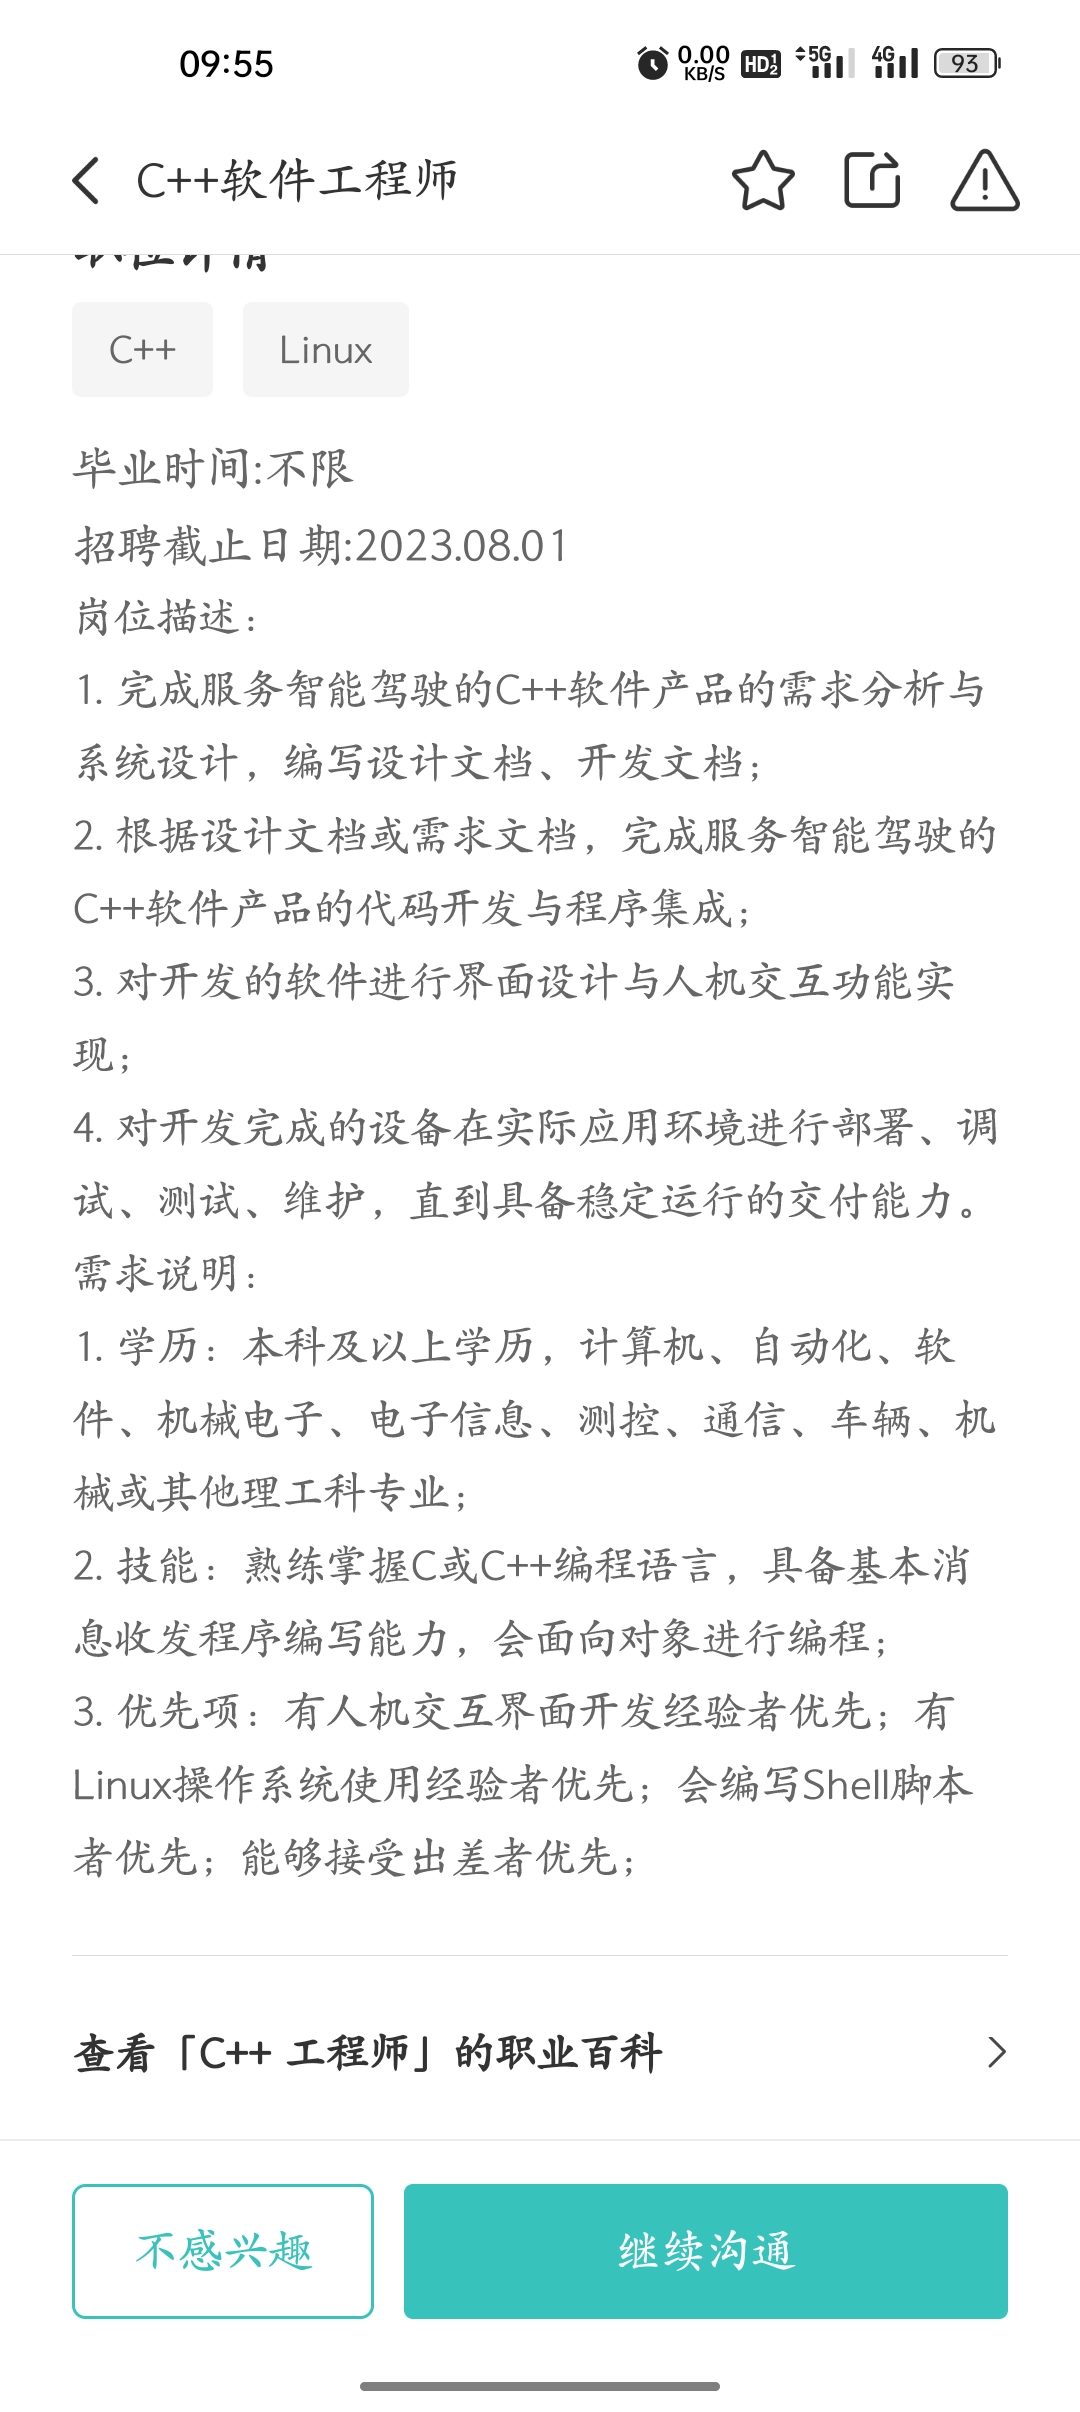 09:55
0.00
KB/S
HD
1
2
5G
4G
93
C++软件工程师
职位详情
C++
Linux
毕业时间:不限
招聘截止日期:2023.08.01
岗位描述：
1. 完成服务智能驾驶的C++软件产品的需求分析与
系统设计，编写设计文档、开发文档；
2. 根据设计文档或需求文档，完成服务智能驾驶的
C++软件产品的代码开发与程序集成；
3. 对开发的软件进行界面设计与人机交互功能实
现；
4. 对开发完成的设备在实际应用环境进行部署、调
试、测试、维护，直到具备稳定运行的交付能力。
需求说明：
1. 学历：本科及以上学历，计算机、自动化、软
件、机械电子、电子信息、测控、通信、车辆、机
械或其他理工科专业；
2. 技能：熟练掌握C或C++编程语言，具备基本消
息收发程序编写能力，会面向对象进行编程；
3. 优先项：有人机交互界面开发经验者优先；有
Linux操作系统使用经验者优先；会编写Shell脚本
者优先；能够接受出差者优先；
查看「C++ 工程师」的职业百科
不感兴趣
继续沟通